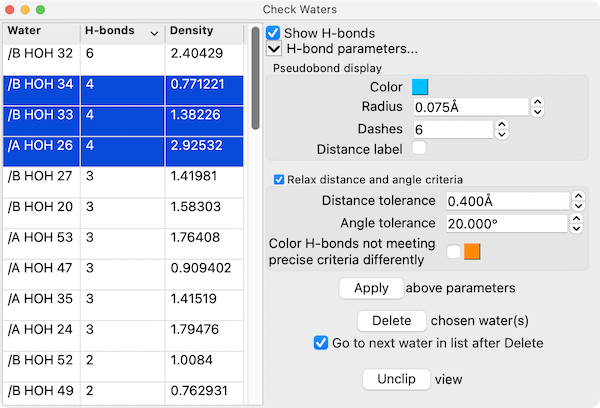 Check Waters
Water H-bonds Density
/B HOH 32 6 2.40429
/B HOH 34 4 0.771221
/B HOH 33 4 1.38226
/A HOH 26 4 2.92532
/B HOH 27 3 1.41981
/B HOH 20 3 1.58303
/A HOH 53 3 1.76408
/A HOH 47 3 0.909402
/A HOH 35 3 1.41519
/A HOH 24 3 1.79476
/B HOH 52 2 1.0084
/B HOH 49 2 0.762931
Show H-bonds
H-bond parameters...
Pseudobond display
Color
Radius 0.075Å
Dashes 6
Distance label
Relax distance and angle criteria
Distance tolerance 0.400Å
Angle tolerance 20.000°
Color H-bonds not meeting
precise criteria differently
Apply above parameters
Delete chosen water(s)
Go to next water in list after Delete
Unclip view